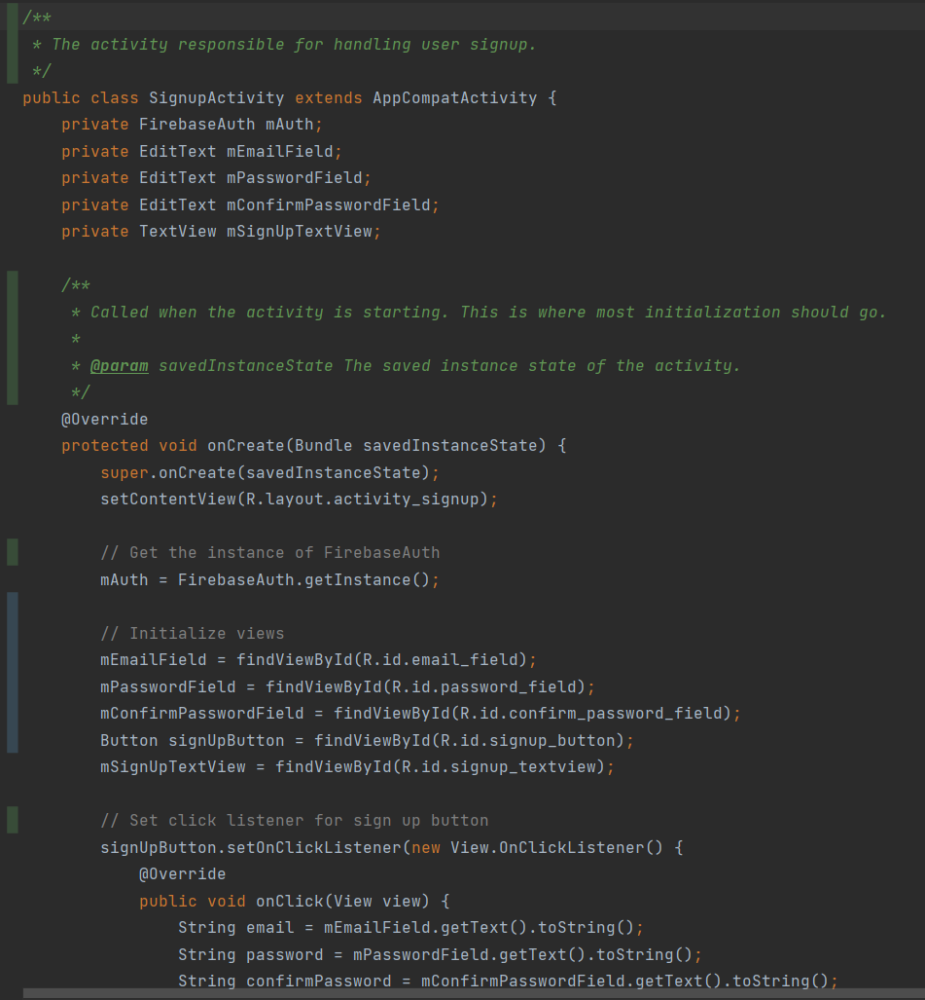 /**
 * The activity responsible for handling user signup.
 */
public class SignupActivity extends AppCompatActivity {
    private FirebaseAuth mAuth;
    private EditText mEmailField;
    private EditText mPasswordField;
    private EditText mConfirmPasswordField;
    private TextView mSignUpTextView;

    /**
     * Called when the activity is starting. This is where most initialization should go.
     *
     * @param savedInstanceState The saved instance state of the activity.
     */
    @Override
    protected void onCreate(Bundle savedInstanceState) {
        super.onCreate(savedInstanceState);
        setContentView(R.layout.activity_signup);

        // Get the instance of FirebaseAuth
        mAuth = FirebaseAuth.getInstance();

        // Initialize views
        mEmailField = findViewById(R.id.email_field);
        mPasswordField = findViewById(R.id.password_field);
        mConfirmPasswordField = findViewById(R.id.confirm_password_field);
        Button signUpButton = findViewById(R.id.signup_button);
        mSignUpTextView = findViewById(R.id.signup_textview);

        // Set click listener for sign up button
        signUpButton.setOnClickListener(new View.OnClickListener() {
            @Override
            public void onClick(View view) {
                String email = mEmailField.getText().toString();
                String password = mPasswordField.getText().toString();
                String confirmPassword = mConfirmPasswordField.getText().toString();